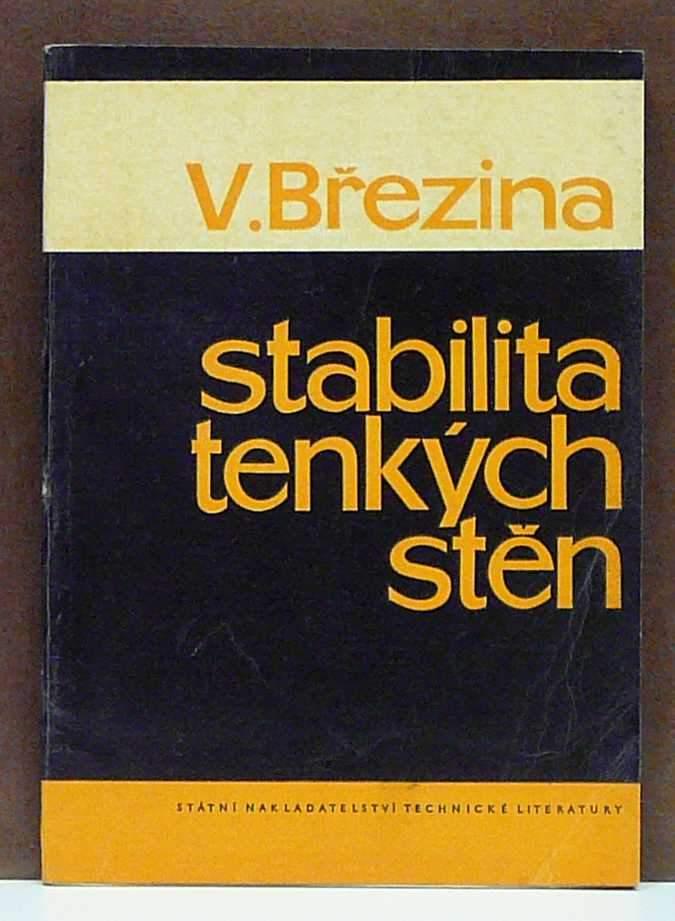 V. Březina
stabilita
tenkých
stěn
STÁTNÍ NAKLADATELSTVÍ TECHNICKÉ LITERATURY